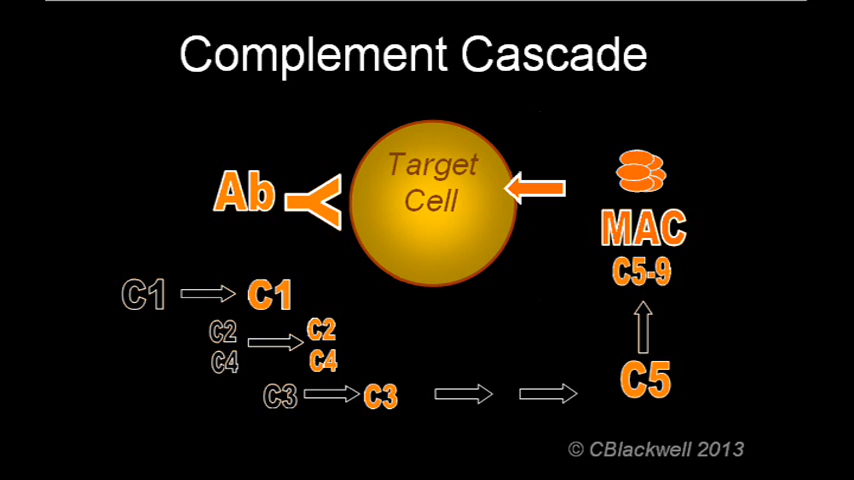 Complement Cascade
Target
Cell
Ab
MAC
C5-9
C1 C1
C2 C2
C4 C4
C3 C3
C5
© CBlackwell 2013